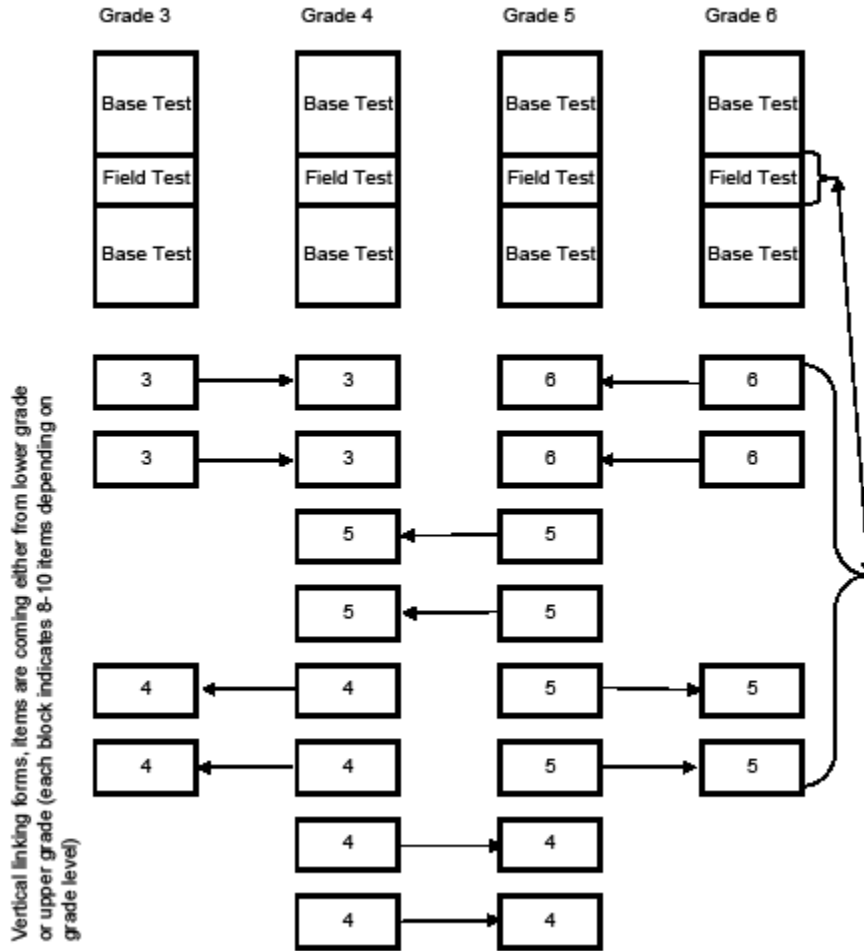 Grade 3 Grade 4 Grade 5 Grade 6
Base Test Base Test Base Test Base Test
Field Test Field Test Field Test Field Test
Base Test Base Test Base Test Base Test
3 3 6 6
3 3 6 6
5 5
5 5
4 4 5 5
4 4 5 5
4 4
4 4
Vertical linking forms, items are coming either from lower grade
or upper grade (each block indicates 8-10 items depending on
grade level)